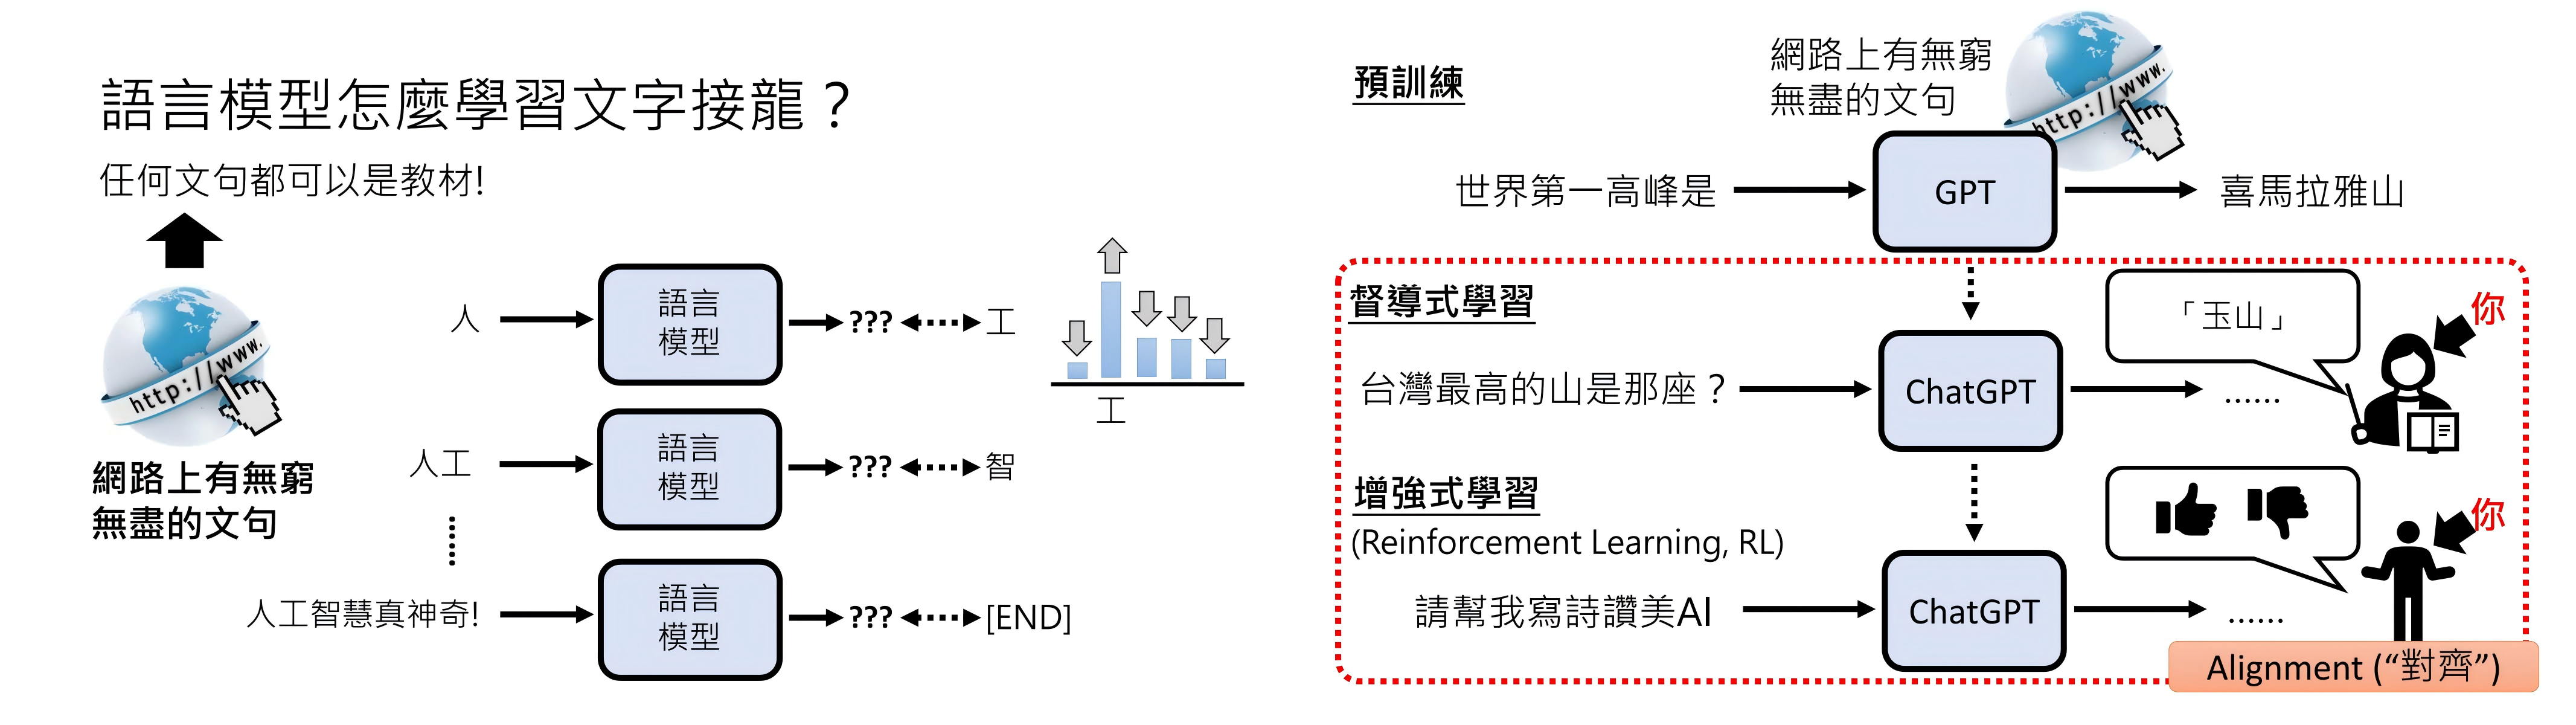 語言模型怎麼學習文字接龍？
任何文句都可以是教材!
http://www.
網路上有無窮
無盡的文句
人
語言
模型
???
工
工
人工
語言
模型
???
智
人工智慧真神奇!
語言
模型
???
[END]
預訓練
網路上有無窮
無盡的文句
http://www.
世界第一高峰是
GPT
喜馬拉雅山
督導式學習
台灣最高的山是那座？
ChatGPT
......
「玉山」
你
增強式學習
(Reinforcement Learning, RL)
請幫我寫詩讚美AI
ChatGPT
......
你
Alignment (“對齊”)